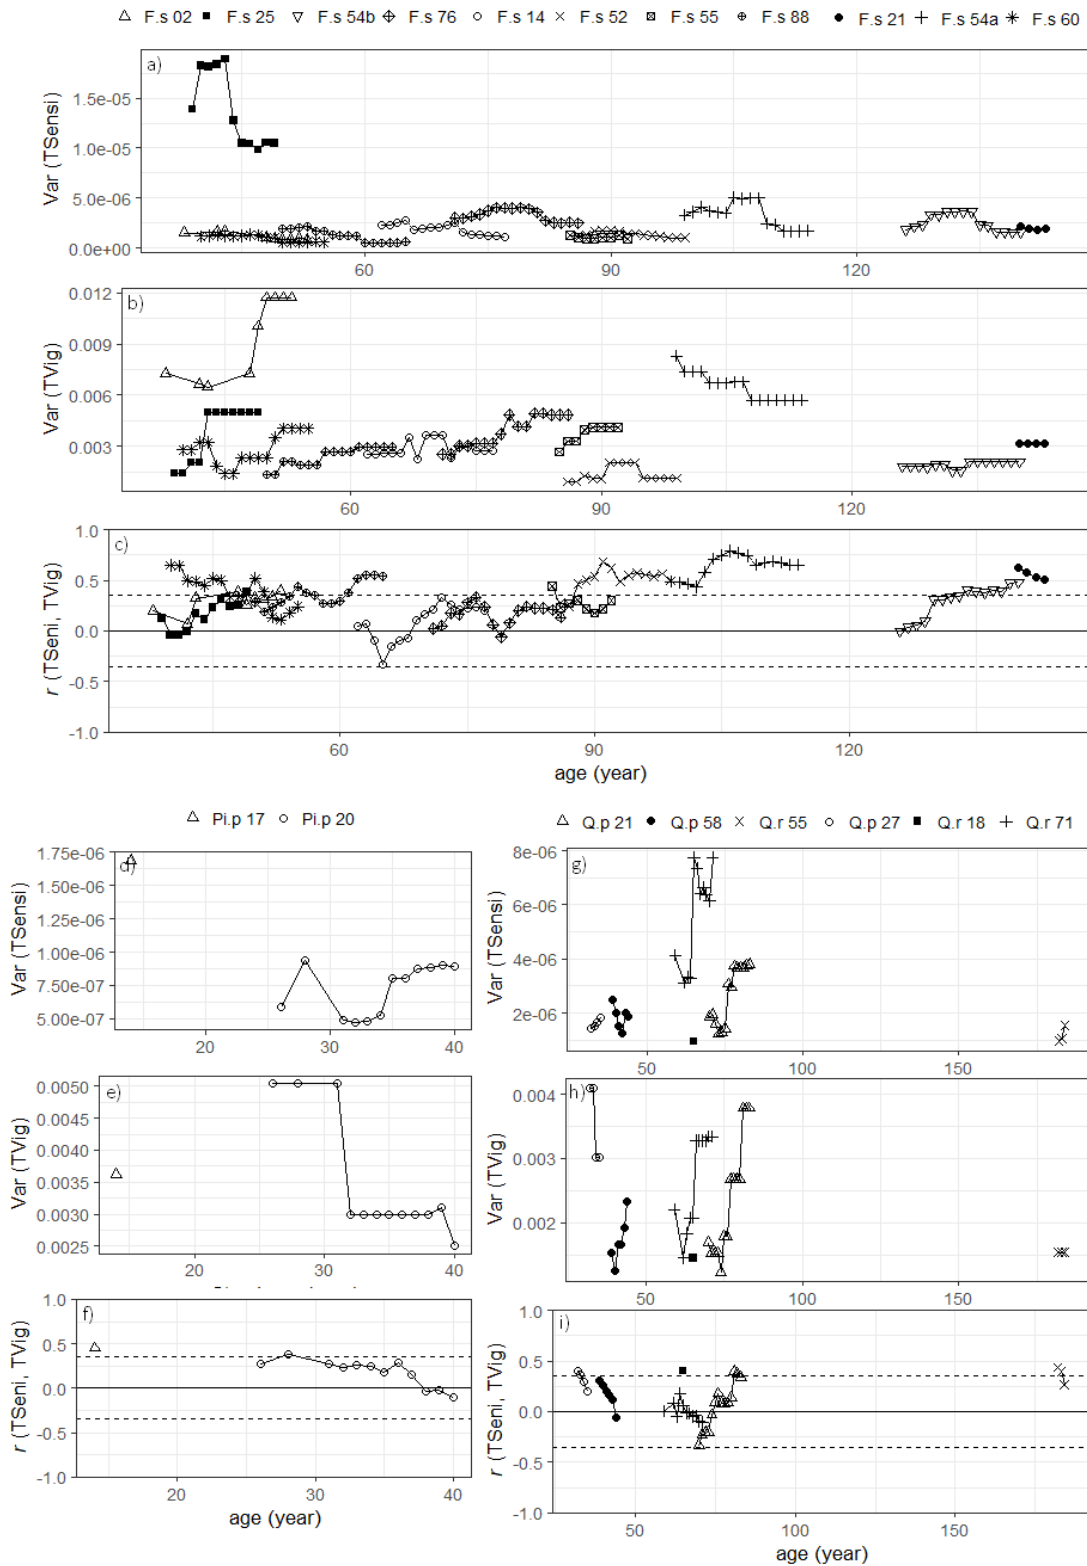 F.s 02 F.s 25 F.s 54b F.s 76 F.s 14 F.s 52 F.s 55 F.s 88 F.s 21 F.s 54a F.s 60
a)
Var (TSensi)
1.5e-05
1.0e-05
5.0e-06
0.0e+00
60 90 120
b)
Var (TVig)
0.012
0.009
0.006
0.003
60 90 120
c)
r (TSeni, TVig)
1.0
0.5
0.0
-0.5
-1.0
60 90 120
age (year)
Pi.p 17 Pi.p 20
d)
Var (TSensi)
1.75e-06
1.50e-06
1.25e-06
1.00e-06
7.50e-07
5.00e-07
20 30 40
e)
Var (TVig)
0.0050
0.0045
0.0040
0.0035
0.0030
0.0025
20 30 40
f)
r (TSeni, TVig)
1.0
0.5
0.0
-0.5
-1.0
20 30 40
age (year)
Q.p 21 Q.p 58 Q.r 55 Q.p 27 Q.r 18 Q.r 71
g)
Var (TSensi)
8e-06
6e-06
4e-06
2e-06
50 100 150
h)
Var (TVig)
0.004
0.003
0.002
50 100 150
i)
r (TSeni, TVig)
1.0
0.5
0.0
-0.5
-1.0
50 100 150
age (year)